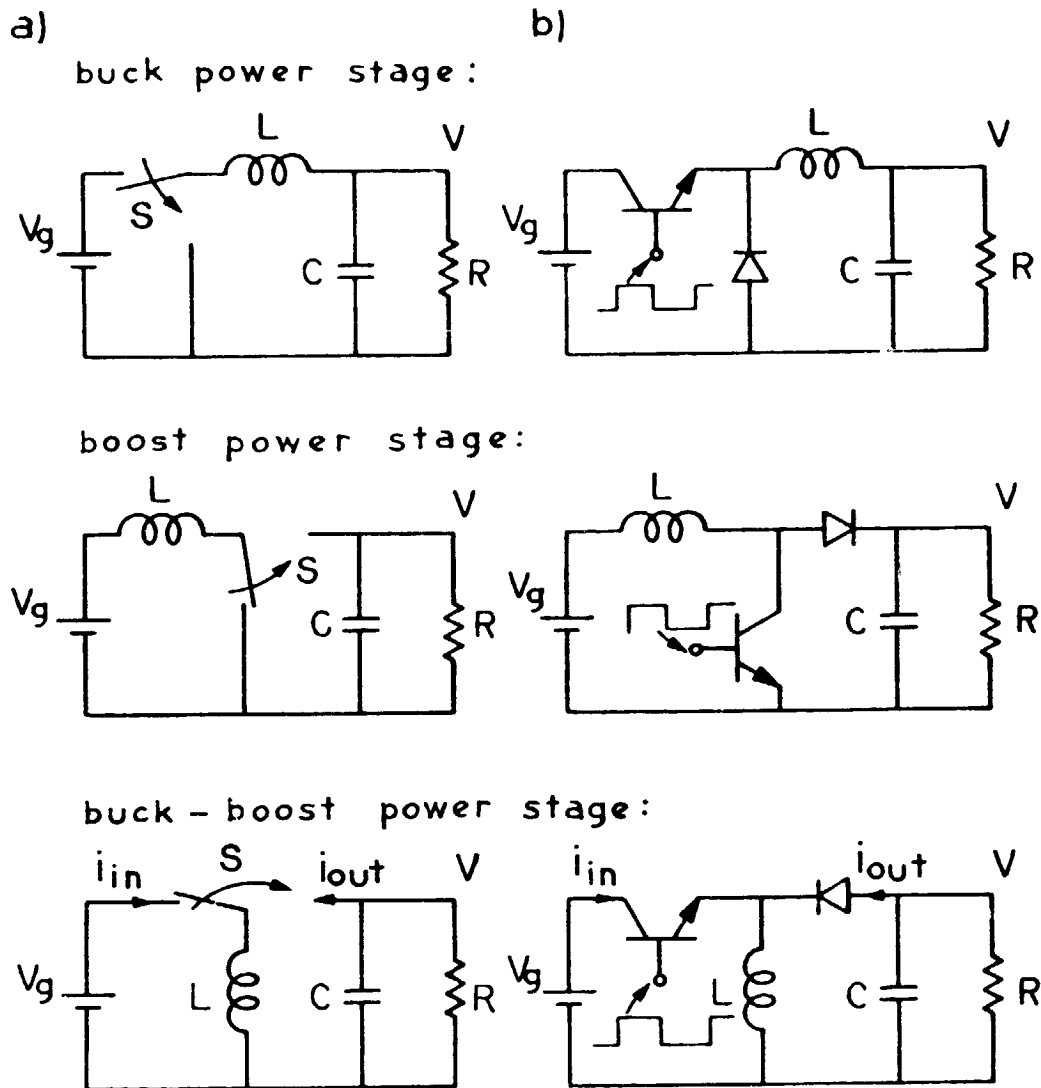 a) b)
buck power stage:
L V L V
S
Vg C R Vg C R
boost power stage:
L V L V
S
Vg C R Vg C R
buck – boost power stage:
iin S iout V iin iout V
Vg L C R Vg L C R